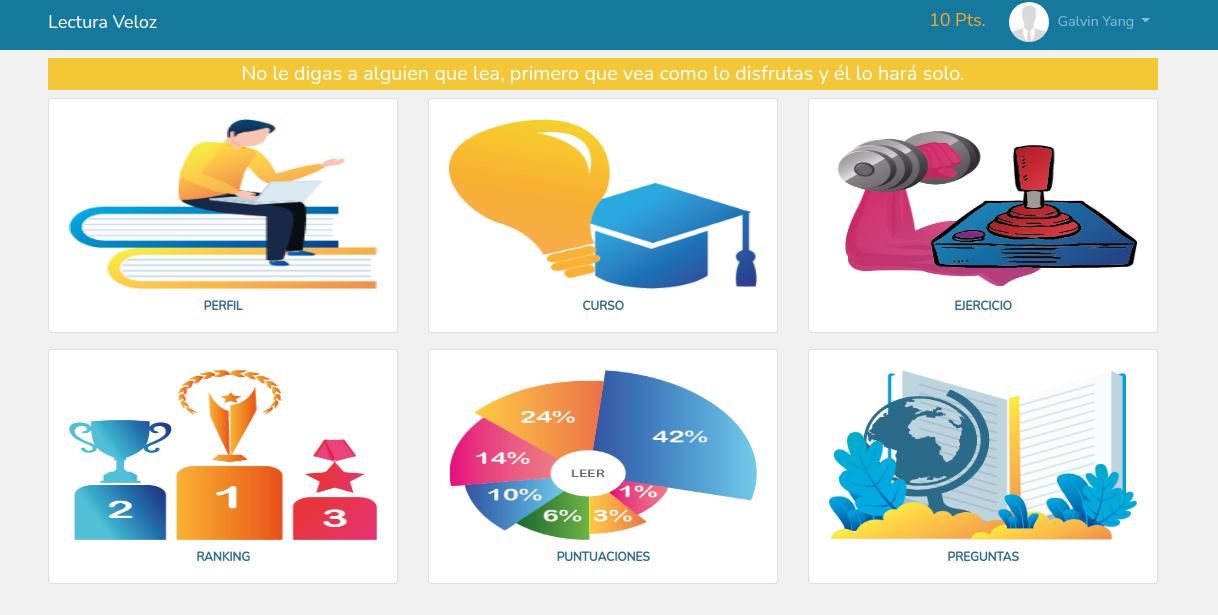 Lectura Veloz
10 Pts.
Galvin Yang
No le digas a alguien que lea, primero que vea como lo disfrutas y él lo hará solo.
PERFIL
CURSO
EJERCICIO
2
1
3
RANKING
24%
42%
14%
LEER
10%
1%
6%
3%
PUNTUACIONES
PREGUNTAS